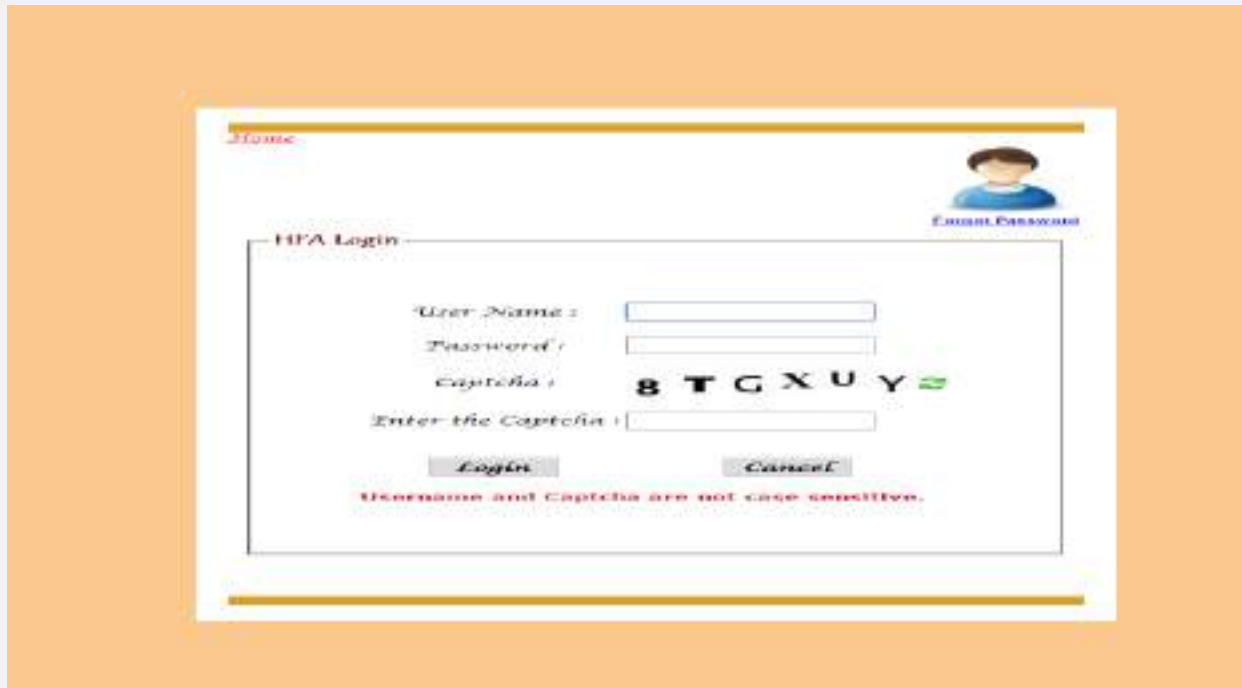 Home
Forgot Password
HFA Login
User Name :
Password :
Captcha :
8 T G X U Y
Enter the Captcha :
Login
Cancel
Username and Captcha are not case sensitive.